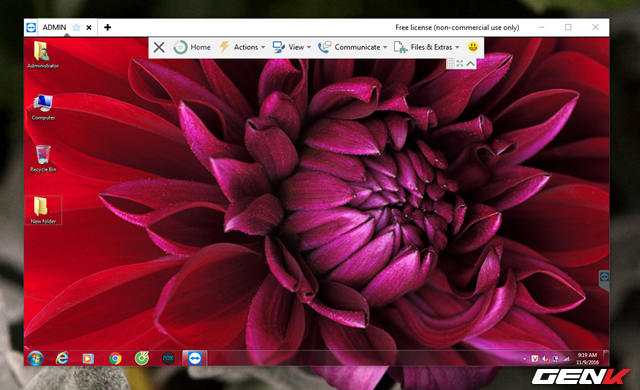 ADMIN
Free license (non-commercial use only)
Home Actions View Communicate Files & Extras
Administrator
Computer
Recycle Bin
New folder
9:19 AM
11/9/2016
GENK